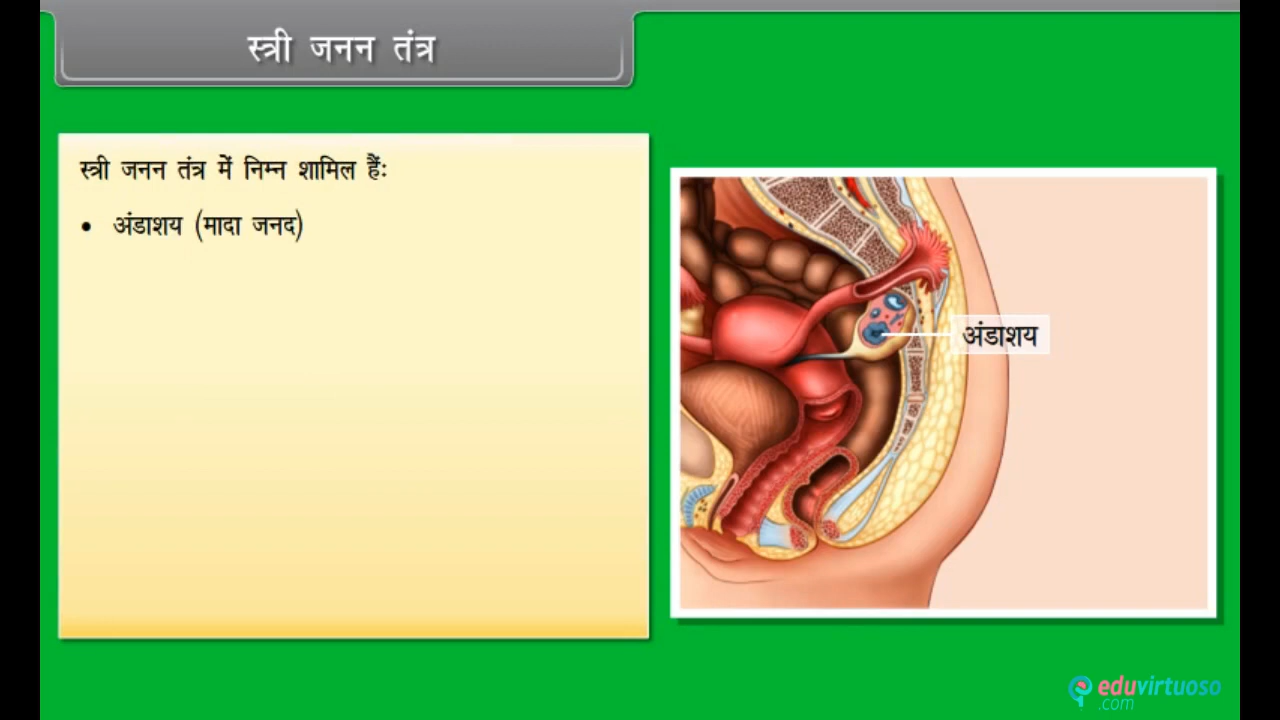 स्त्री जनन तंत्र
स्त्री जनन तंत्र में निम्न शामिल हैं:
• अंडाशय (मादा जनद)
अंडाशय
eduvirtuoso
.com